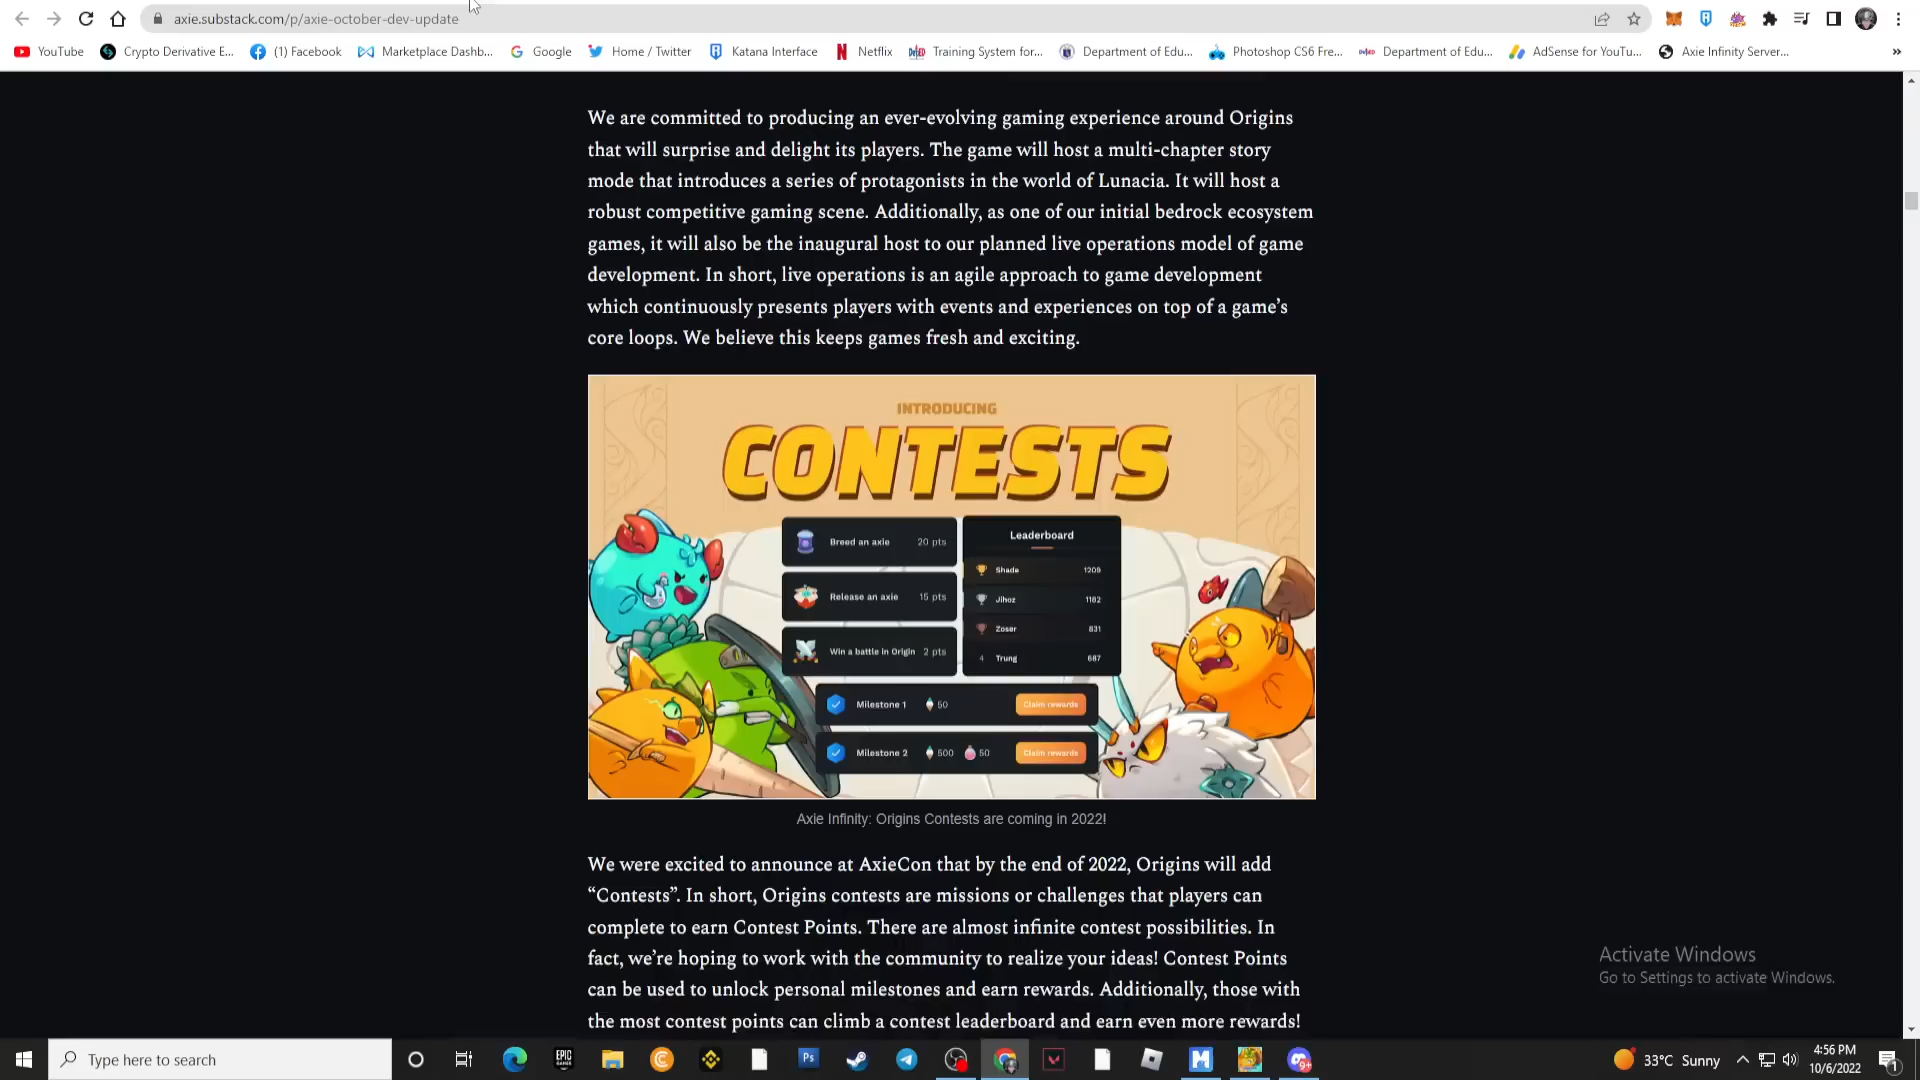 axie.substack.com/p/axie-october-dev-update
YouTube
Crypto Derivative E...
(1) Facebook
Marketplace Dashb...
Google
Home / Twitter
Katana Interface
Netflix
Training System for...
Department of Edu...
Photoshop CS6 Fre...
Department of Edu...
AdSense for YouTu...
Axie Infinity Server...
»
We are committed to producing an ever-evolving gaming experience around Origins
that will surprise and delight its players. The game will host a multi-chapter story
mode that introduces a series of protagonists in the world of Lunacia. It will host a
robust competitive gaming scene. Additionally, as one of our initial bedrock ecosystem
games, it will also be the inaugural host to our planned live operations model of game
development. In short, live operations is an agile approach to game development
which continuously presents players with events and experiences on top of a game’s
core loops. We believe this keeps games fresh and exciting.
INTRODUCING
CONTESTS
Breed an axie 20 pts
Release an axie 15 pts
Win a battle in Origin 2 pts
Leaderboard
Shade 1209
Jihoz 1182
Zoser 831
4 Trung 687
Milestone 1 50 Claim rewards
Milestone 2 500 50 Claim rewards
Axie Infinity: Origins Contests are coming in 2022!
We were excited to announce at AxieCon that by the end of 2022, Origins will add
“Contests”. In short, Origins contests are missions or challenges that players can
complete to earn Contest Points. There are almost infinite contest possibilities. In
fact, we’re hoping to work with the community to realize your ideas! Contest Points
can be used to unlock personal milestones and earn rewards. Additionally, those with
the most contest points can climb a contest leaderboard and earn even more rewards!
Activate Windows
Go to Settings to activate Windows.
Type here to search
EPIC GAMES
Ps
9+
33°C Sunny
4:56 PM
10/6/2022
1